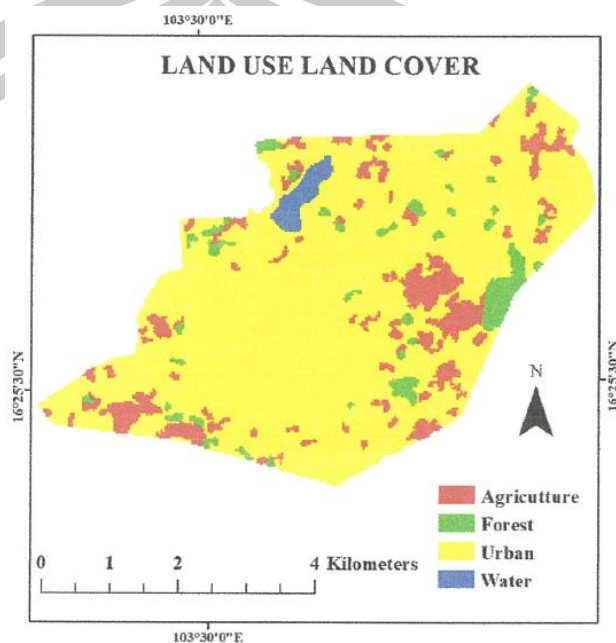 103°30'0"E
LAND USE LAND COVER
16°25'30"N
16°25'30"N
N
Agricutture
Forest
Urban
Water
0 1 2 4 Kilometers
103°30'0"E